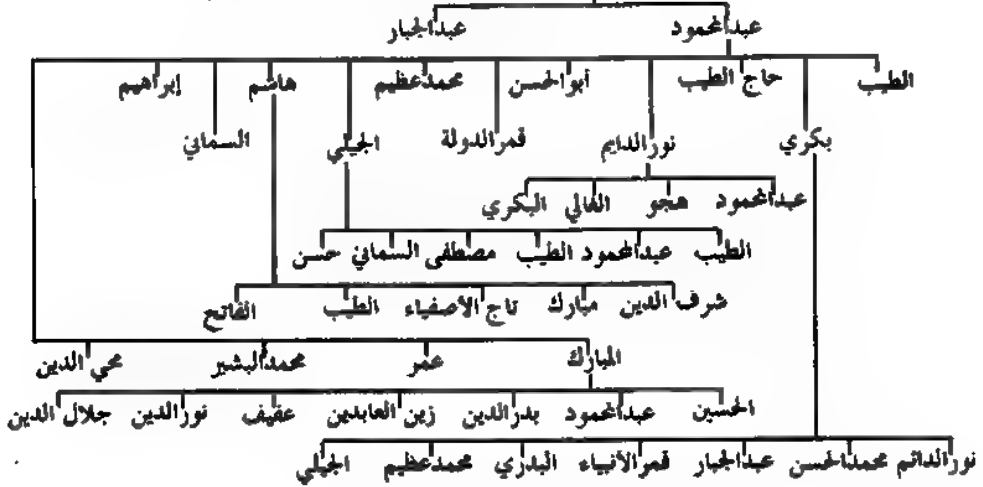 عبدالمحمود عبدالجبار
الطيب حاج الطيب أبوالحسن محمدعظيم هاشم إبراهيم
بكري نورالدايم قمرالدولة الجيلي السماني
عبدالمحمود هجو الغالي البكري
الطيب عبدالمحمود الطيب مصطفى السماني حسن
شرف الدين مبارك تاج الأصفياء الطيب الفاتح
المبارك عمر محمدالبشير محي الدين
الحسين عبدالمحمود بدرالدين زين العابدين عفيف نورالدين جلال الدين
نورالدائم محمدالحسن عبدالجبار قمرالأنبياء البدري محمدعظيم الجيلي